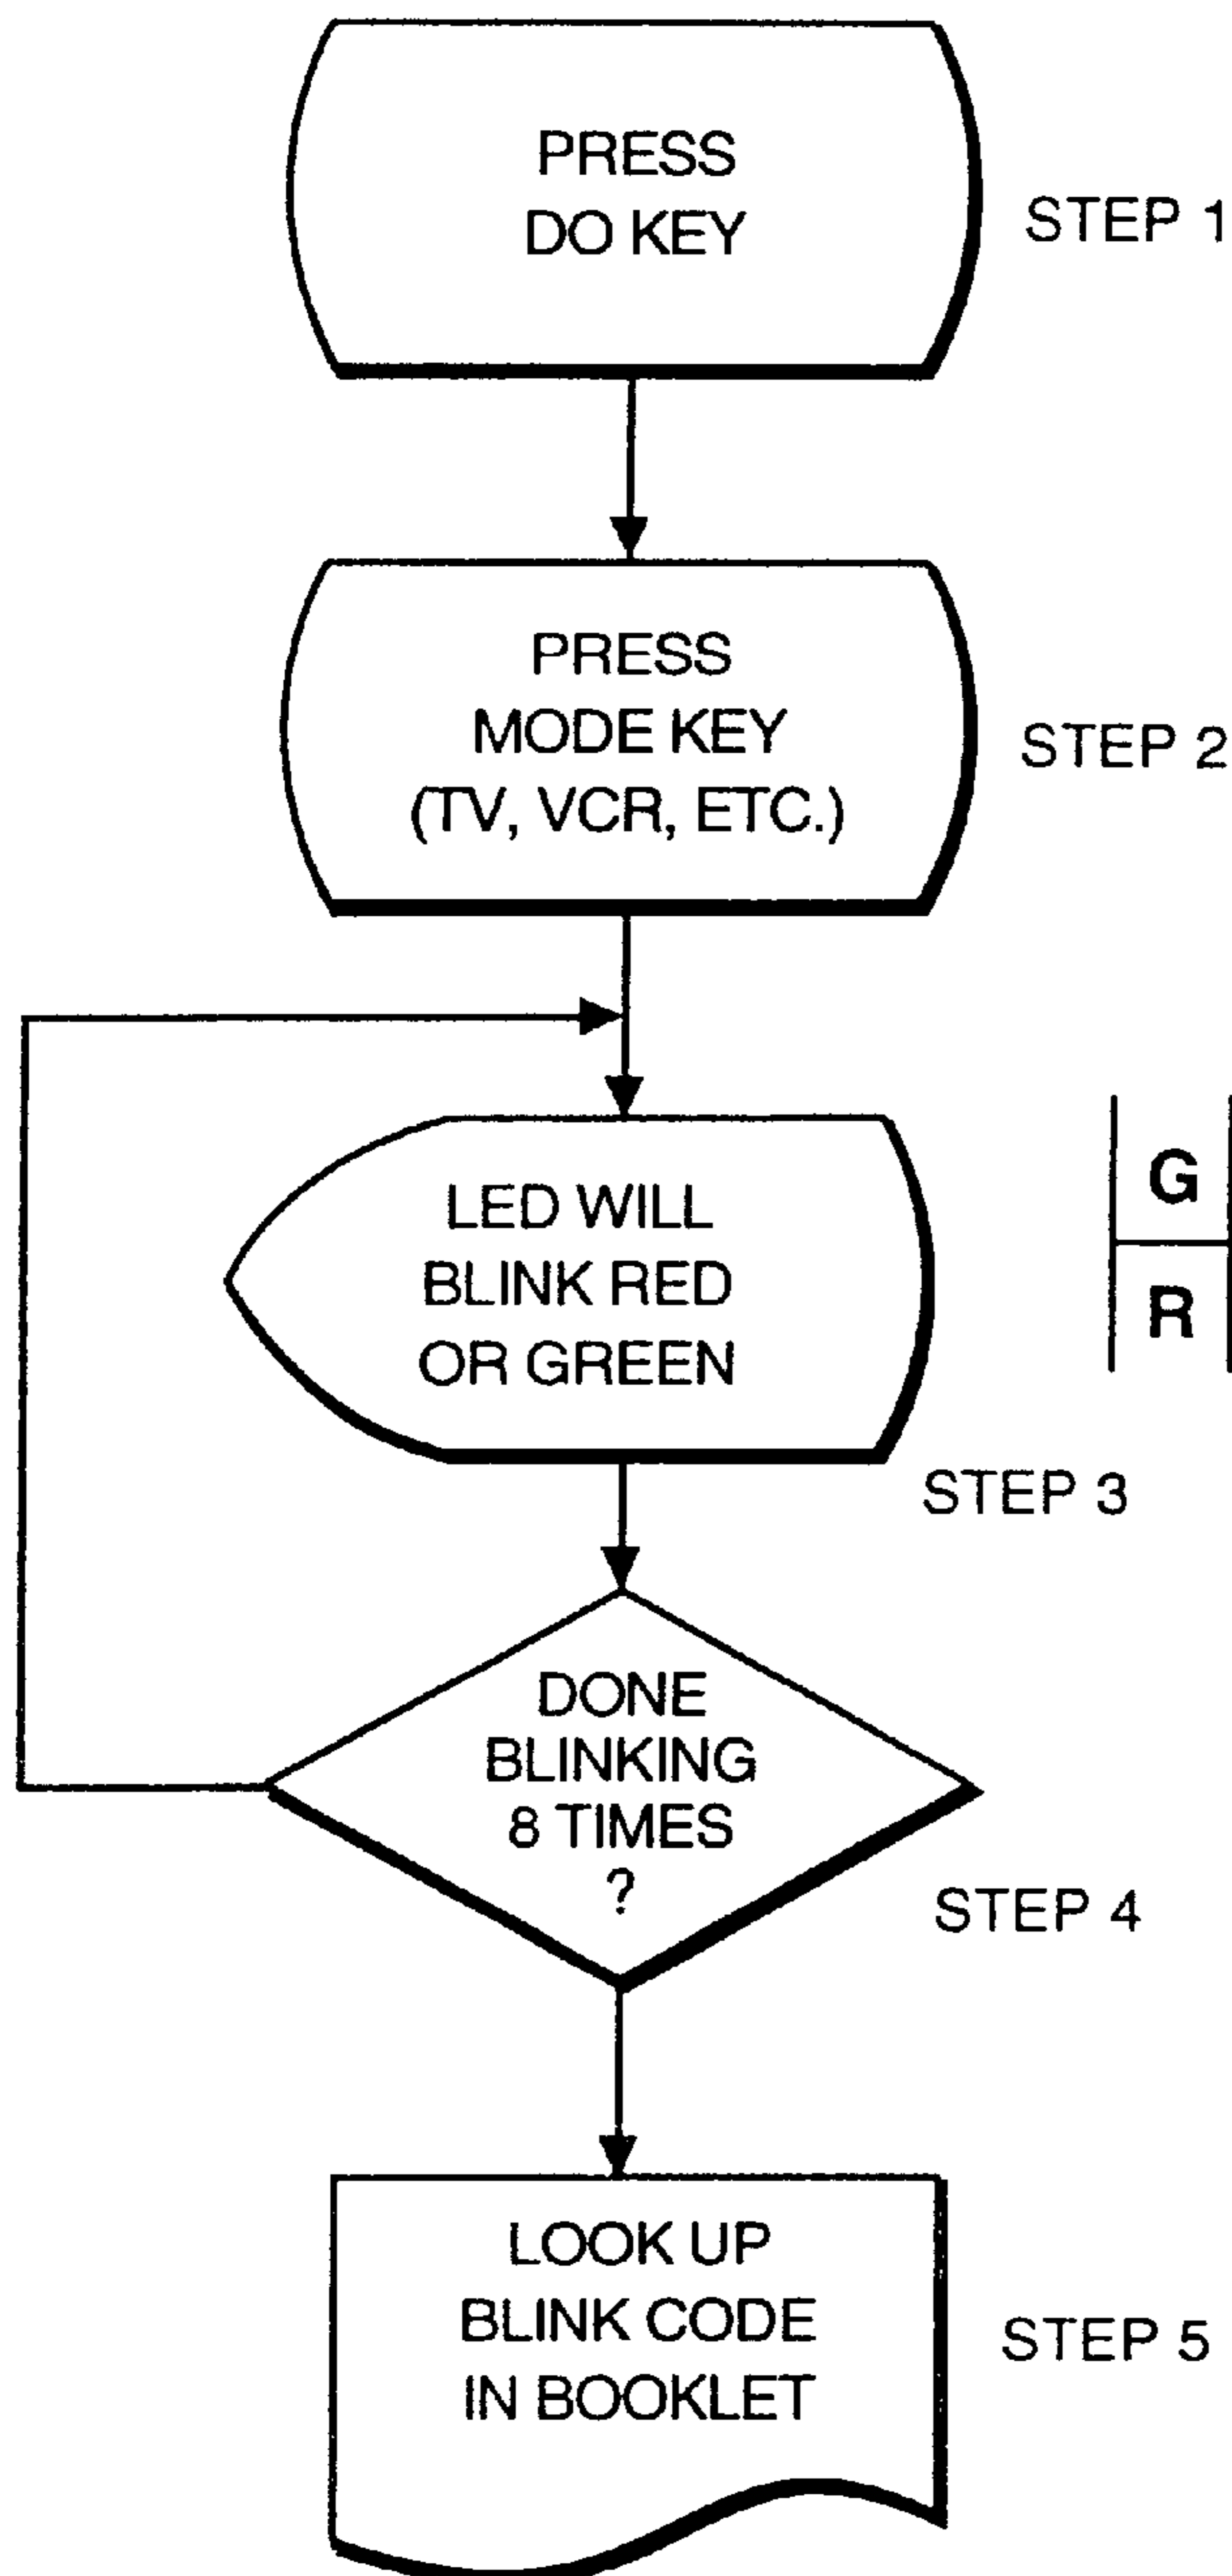 PRESS
DO KEY
STEP 1
PRESS
MODE KEY
(TV, VCR, ETC.)
STEP 2
LED WILL
BLINK RED
OR GREEN
G
R
STEP 3
DONE
BLINKING
8 TIMES
?
STEP 4
LOOK UP
BLINK CODE
IN BOOKLET
STEP 5